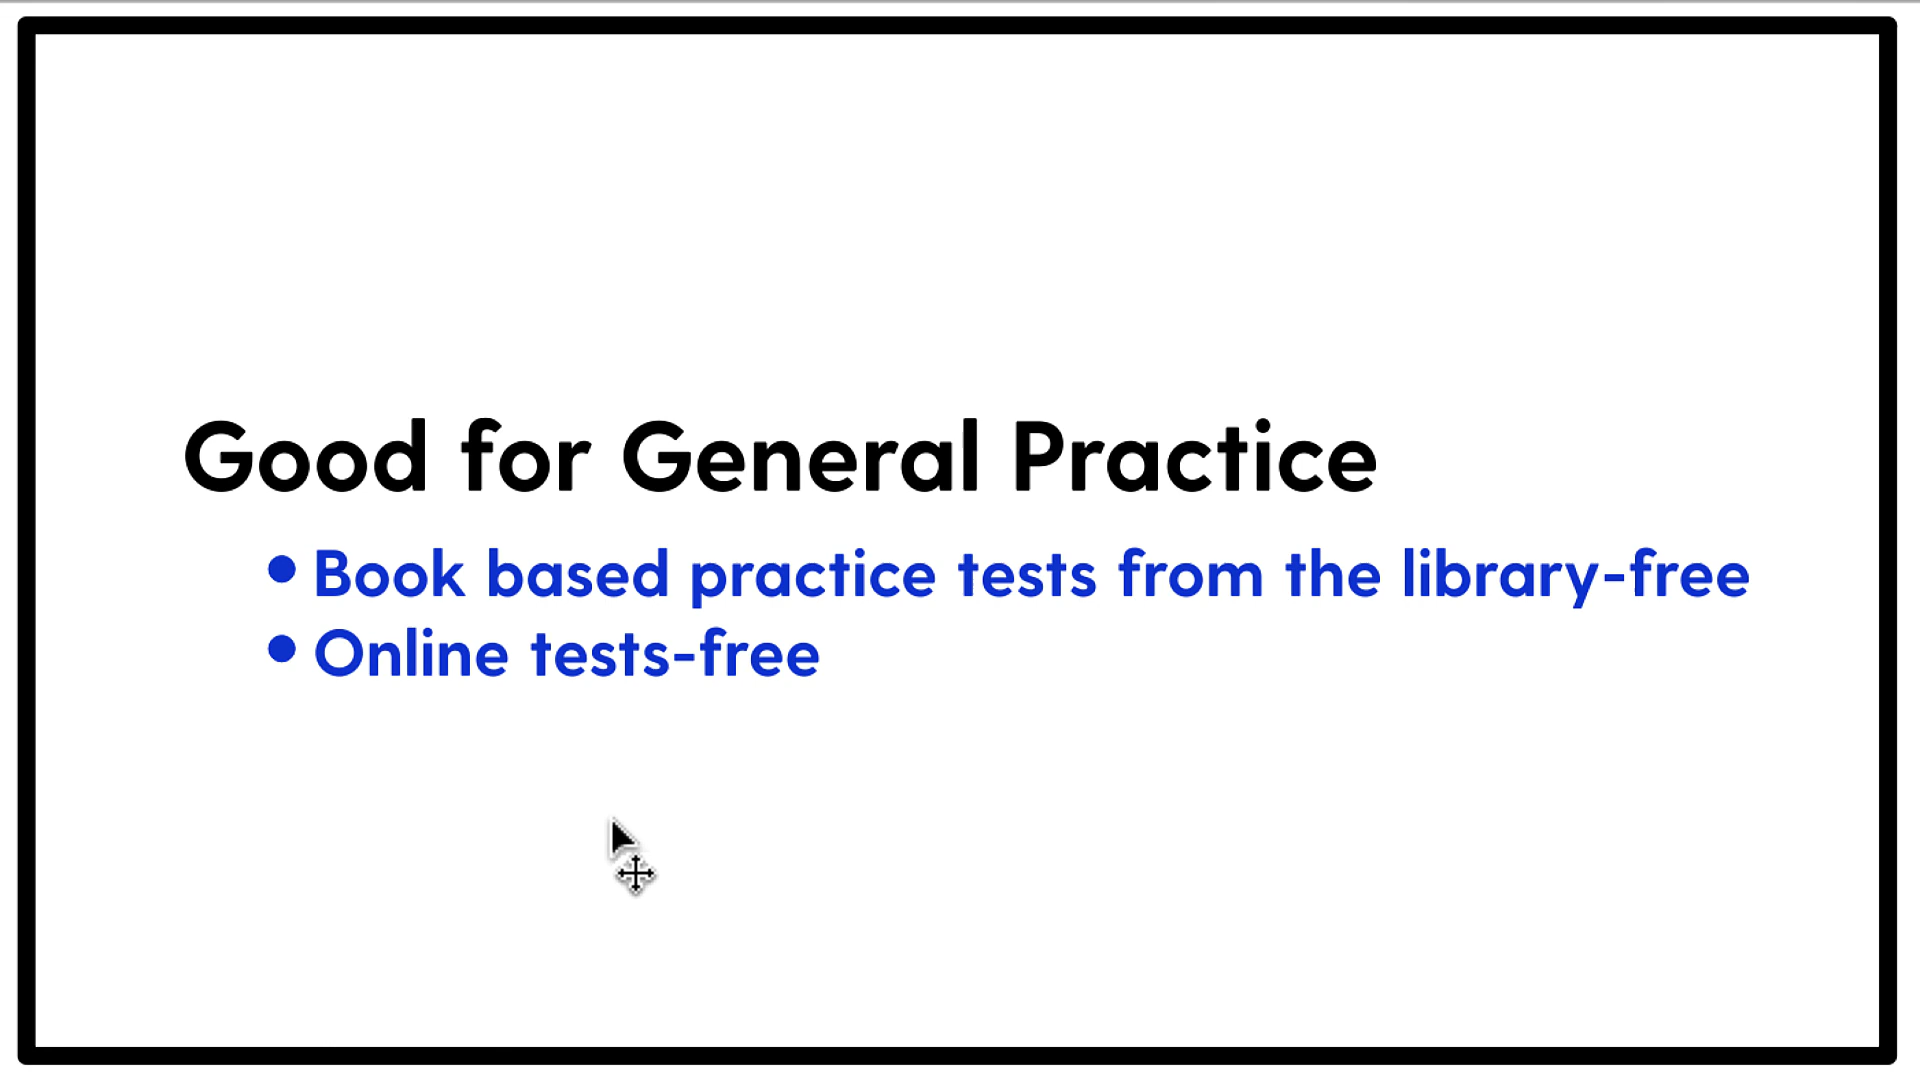 Good for General Practice
• Book based practice tests from the library-free
• Online tests-free